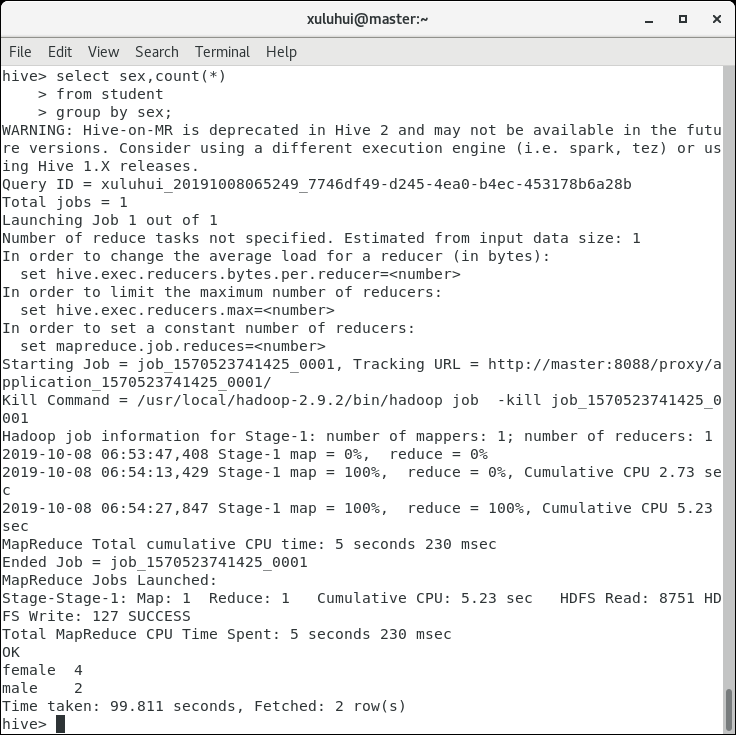 xuluhui@master:~
File Edit View Search Terminal Help
hive> select sex,count(*)
    > from student
    > group by sex;
WARNING: Hive-on-MR is deprecated in Hive 2 and may not be available in the futu
re versions. Consider using a different execution engine (i.e. spark, tez) or us
ing Hive 1.X releases.
Query ID = xuluhui_20191008065249_7746df49-d245-4ea0-b4ec-453178b6a28b
Total jobs = 1
Launching Job 1 out of 1
Number of reduce tasks not specified. Estimated from input data size: 1
In order to change the average load for a reducer (in bytes):
  set hive.exec.reducers.bytes.per.reducer=<number>
In order to limit the maximum number of reducers:
  set hive.exec.reducers.max=<number>
In order to set a constant number of reducers:
  set mapreduce.job.reduces=<number>
Starting Job = job_1570523741425_0001, Tracking URL = http://master:8088/proxy/a
pplication_1570523741425_0001/
Kill Command = /usr/local/hadoop-2.9.2/bin/hadoop job  -kill job_1570523741425_0
001
Hadoop job information for Stage-1: number of mappers: 1; number of reducers: 1
2019-10-08 06:53:47,408 Stage-1 map = 0%,  reduce = 0%
2019-10-08 06:54:13,429 Stage-1 map = 100%,  reduce = 0%, Cumulative CPU 2.73 se
c
2019-10-08 06:54:27,847 Stage-1 map = 100%,  reduce = 100%, Cumulative CPU 5.23
sec
MapReduce Total cumulative CPU time: 5 seconds 230 msec
Ended Job = job_1570523741425_0001
MapReduce Jobs Launched:
Stage-Stage-1: Map: 1  Reduce: 1   Cumulative CPU: 5.23 sec   HDFS Read: 8751 HD
FS Write: 127 SUCCESS
Total MapReduce CPU Time Spent: 5 seconds 230 msec
OK
female  4
male    2
Time taken: 99.811 seconds, Fetched: 2 row(s)
hive>